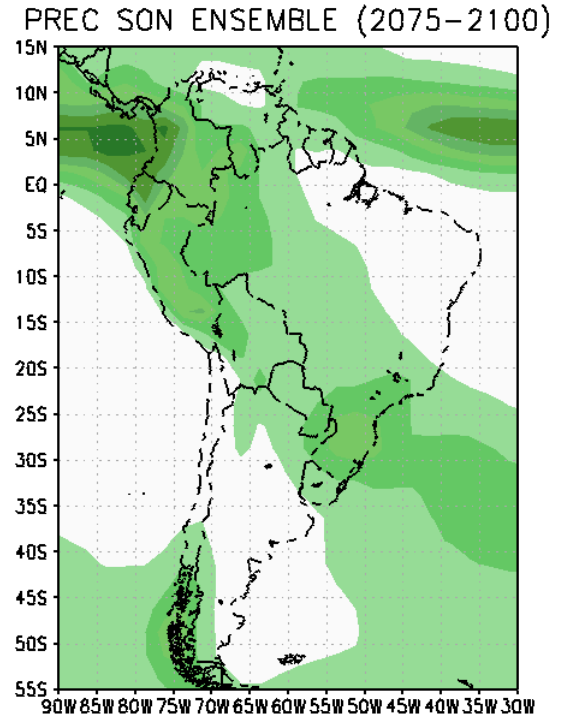 PREC SON ENSEMBLE (2075-2100)
15N
10N
5N
EQ
5S
10S
15S
20S
25S
30S
35S
40S
45S
50S
55S
90W 85W 80W 75W 70W 65W 60W 55W 50W 45W 40W 35W 30W